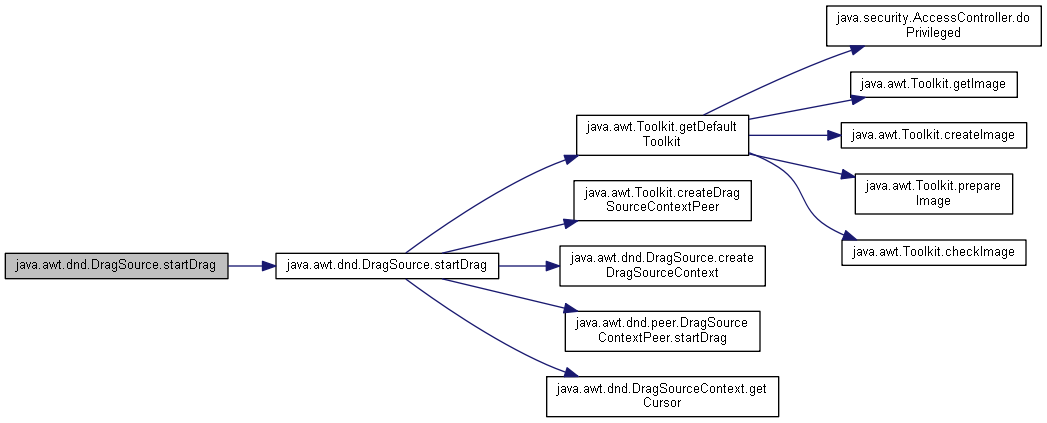 java.security.AccessController.do
Privileged
java.awt.Toolkit.getImage
java.awt.Toolkit.getDefault
Toolkit
java.awt.Toolkit.createImage
java.awt.Toolkit.prepare
Image
java.awt.Toolkit.createDrag
SourceContextPeer
java.awt.Toolkit.checkImage
java.awt.dnd.DragSource.startDrag
java.awt.dnd.DragSource.startDrag
java.awt.dnd.DragSource.create
DragSourceContext
java.awt.dnd.peer.DragSource
ContextPeer.startDrag
java.awt.dnd.DragSourceContext.get
Cursor